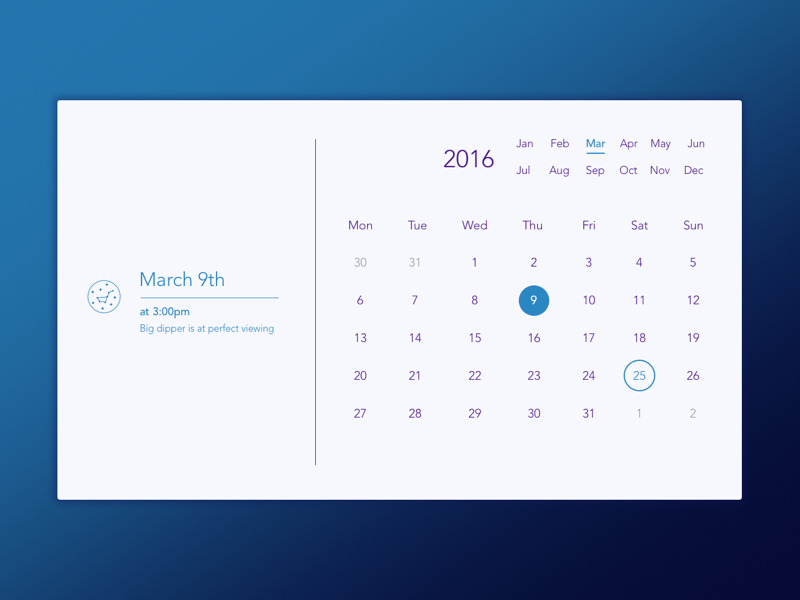 March 9th
at 3:00pm
Big dipper is at perfect viewing
2016
Jan Feb Mar Apr May Jun
Jul Aug Sep Oct Nov Dec
Mon Tue Wed Thu Fri Sat Sun
30 31 1 2 3 4 5
6 7 8 9 10 11 12
13 14 15 16 17 18 19
20 21 22 23 24 25 26
27 28 29 30 31 1 2